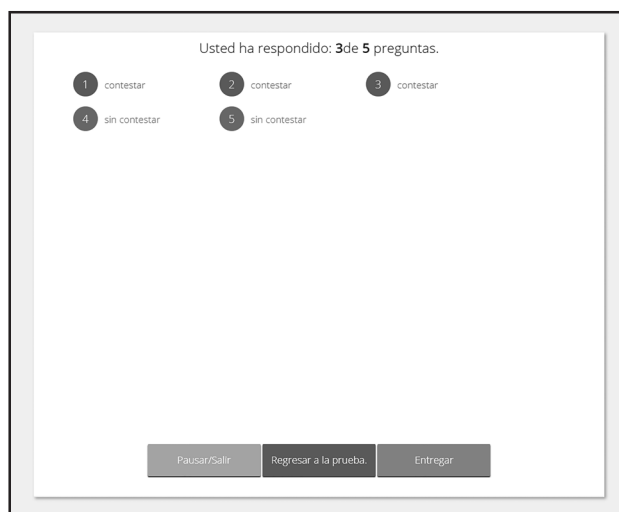 Usted ha respondido: 3de 5 preguntas.
1 contestar 2 contestar 3 contestar
4 sin contestar 5 sin contestar
Pausar/Salir Regresar a la prueba. Entregar